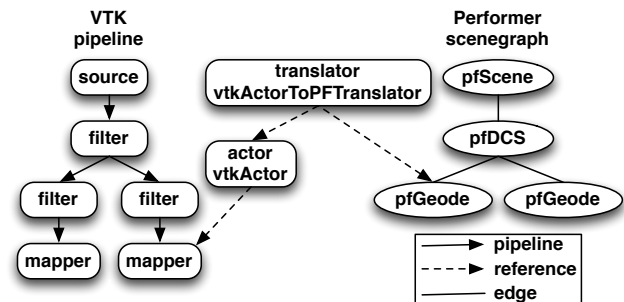 VTK
pipeline
Performer
scenegraph
source
translator
vtkActorToPFTranslator
pfScene
filter
actor
vtkActor
pfDCS
filter
filter
pfGeode
pfGeode
mapper
mapper
pipeline
reference
edge